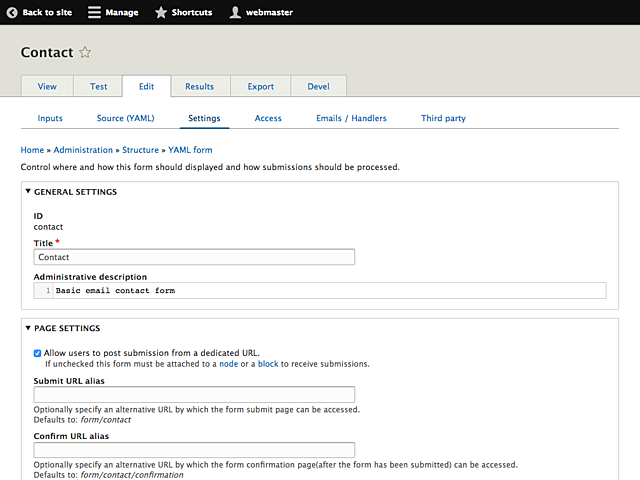 Back to site Manage Shortcuts webmaster
Contact
View Test Edit Results Export Devel
Inputs Source (YAML) Settings Access Emails / Handlers Third party
Home » Administration » Structure » YAML form
Control where and how this form should displayed and how submissions should be processed.
GENERAL SETTINGS
ID
contact
Title *
Contact
Administrative description
1 Basic email contact form
PAGE SETTINGS
Allow users to post submission from a dedicated URL.
If unchecked this form must be attached to a node or a block to receive submissions.
Submit URL alias
Optionally specify an alternative URL by which the form submit page can be accessed.
Defaults to: form/contact
Confirm URL alias
Optionally specify an alternative URL by which the form confirmation page(after the form has been submitted) can be accessed.
Defaults to: form/contact/confirmation